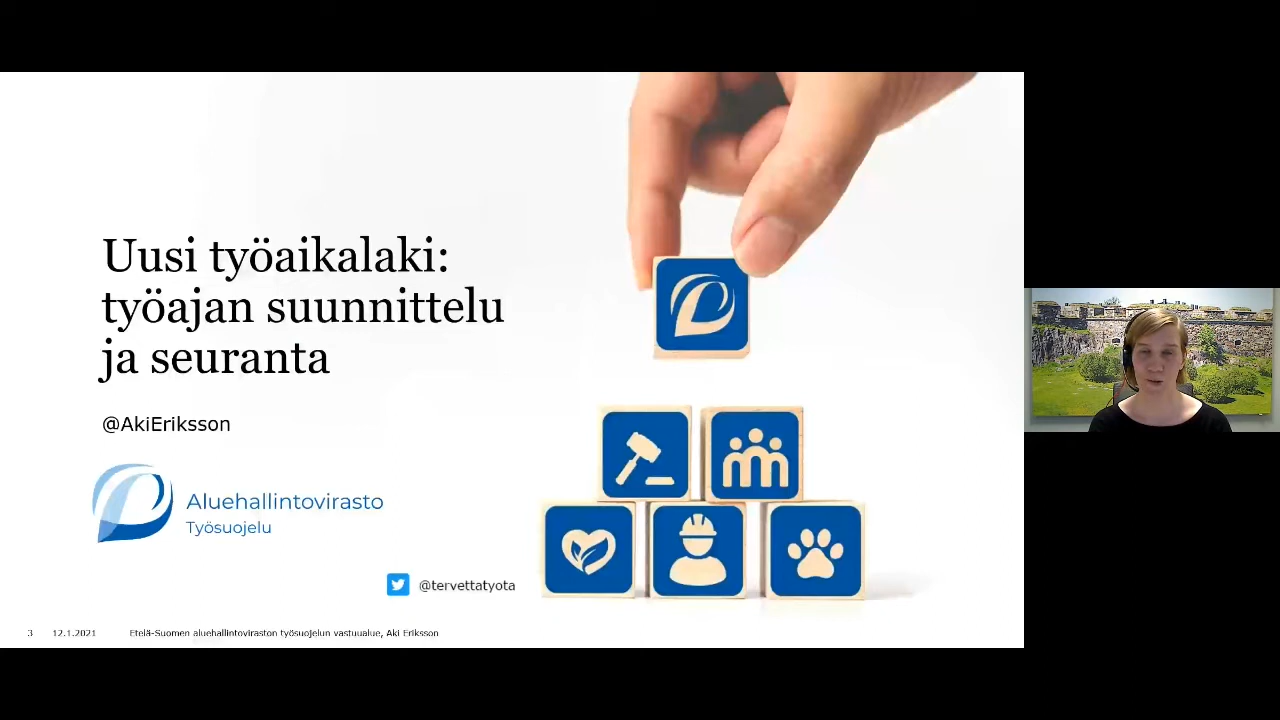 Uusi työaikalaki:
työajan suunnittelu
ja seuranta
@AkiEriksson
Aluehallintovirasto
Työsuojelu
@tervettatyota
3 12.1.2021 Etelä-Suomen aluehallintoviraston työsuojelun vastuualue, Aki Eriksson